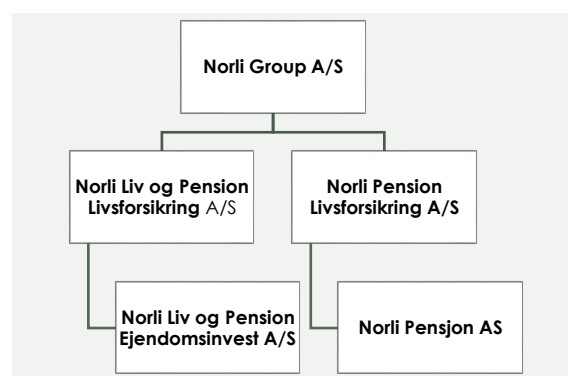 Norli Group A/S
Norli Liv og Pension
Livsforsikring A/S
Norli Pension
Livsforsikring A/S
Norli Liv og Pension
Ejendomsinvest A/S
Norli Pensjon AS